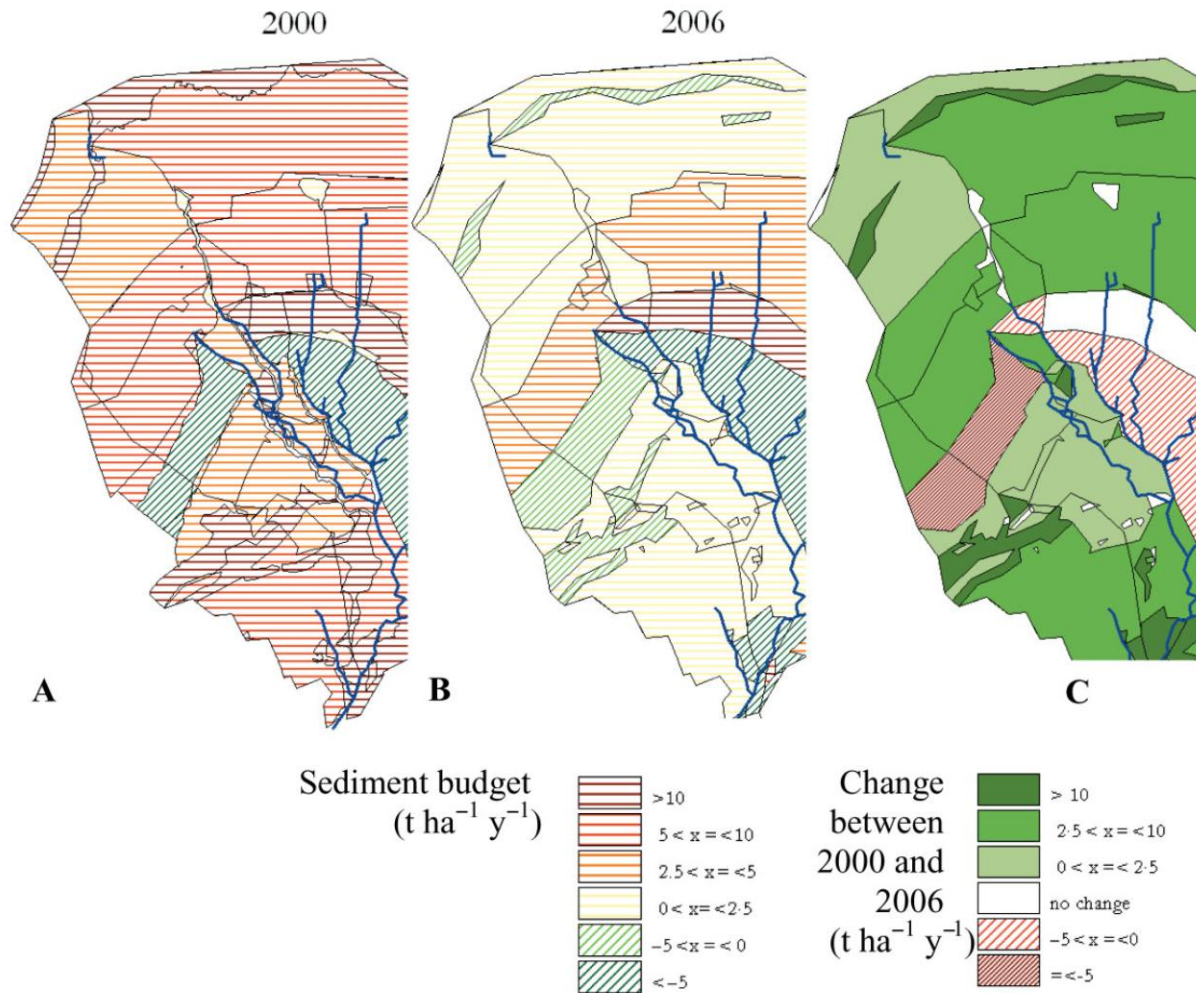 2000
2006
A
B
C
Sediment budget
(t ha⁻¹ y⁻¹)
>10
5 < x = <10
2.5 < x = <5
0 < x = <2·5
−5 <x = < 0
< −5
Change
between
2000 and
2006
(t ha⁻¹ y⁻¹)
> 10
2·5 < x = <10
0 < x = < 2·5
no change
−5 < x = <0
= <-5